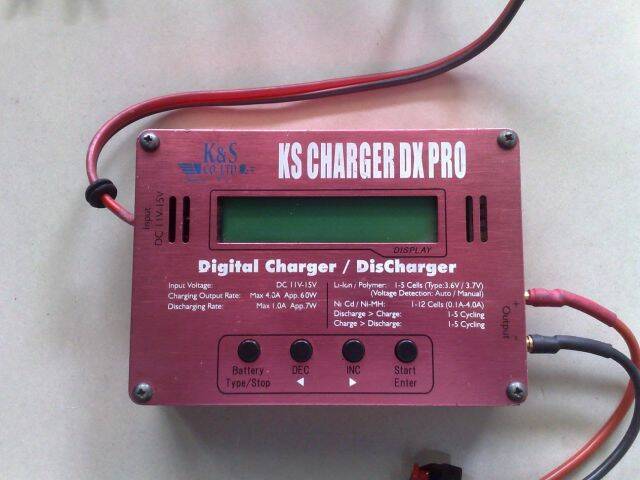 K&S
CO.,LTD
KS CHARGER DX PRO
Input
DC 11V-15V
DISPLAY
Digital Charger / DisCharger
Input Voltage: DC 11V-15V
Charging Output Rate: Max 4.0A App.60W
Discharging Rate: Max 1.0A App.7W
Li-Iun / Polymer: 1-5 Cells (Type:3.6V / 3.7V)
(Voltage Detection: Auto / Manual)
Ni Cd / Ni-MH: 1-12 Cells (0.1A-4.0A)
Discharge > Charge: 1-5 Cycling
Charge > Discharge: 1-5 Cycling
+
Output
-
Battery
Type/Stop
DEC
◀
INC
▶
Start
Enter